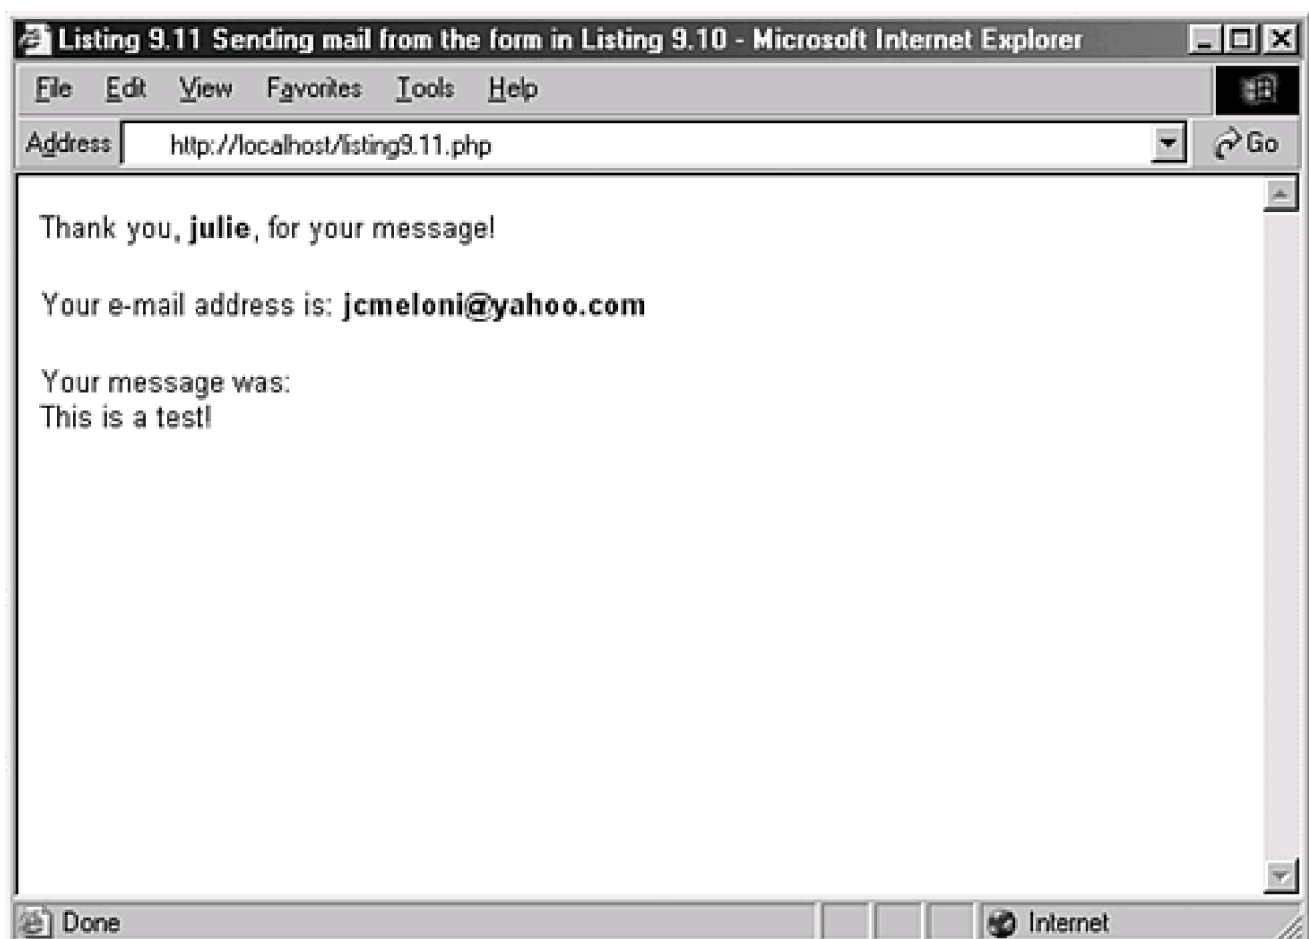 Listing 9.11 Sending mail from the form in Listing 9.10 - Microsoft Internet Explorer
File Edit View Favorites Tools Help
Address http://localhost/listing9.11.php Go
Thank you, julie, for your message!
Your e-mail address is: jcmeloni@yahoo.com
Your message was:
This is a test!
Done Internet